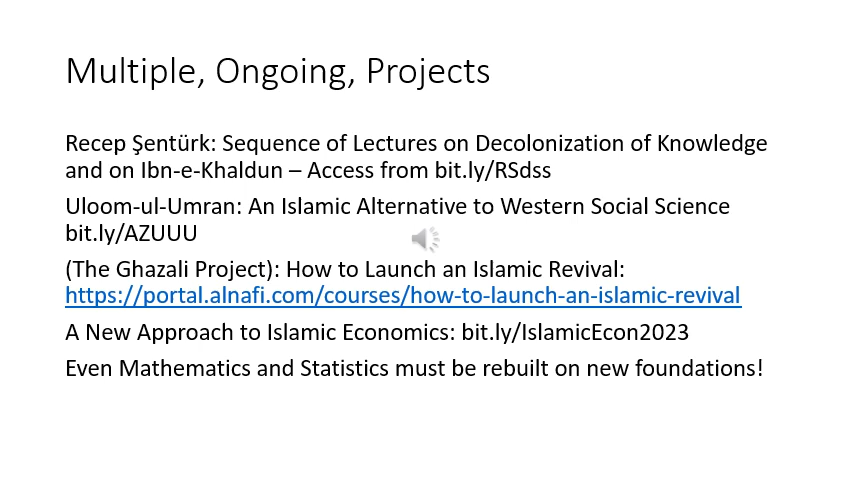 Multiple, Ongoing, Projects
Recep Şentürk: Sequence of Lectures on Decolonization of Knowledge
and on Ibn-e-Khaldun – Access from bit.ly/RSdss
Uloom-ul-Umran: An Islamic Alternative to Western Social Science
bit.ly/AZUUU
(The Ghazali Project): How to Launch an Islamic Revival:
https://portal.alnafi.com/courses/how-to-launch-an-islamic-revival
A New Approach to Islamic Economics: bit.ly/IslamicEcon2023
Even Mathematics and Statistics must be rebuilt on new foundations!